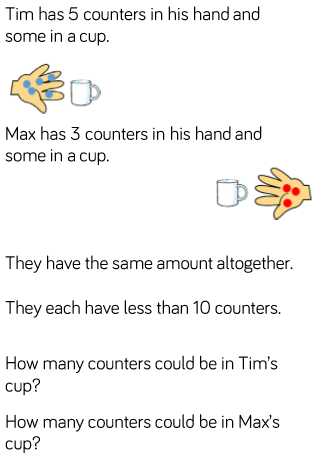 Tim has 5 counters in his hand and
some in a cup.
Max has 3 counters in his hand and
some in a cup.
They have the same amount altogether.
They each have less than 10 counters.
How many counters could be in Tim's
cup?
How many counters could be in Max's
cup?